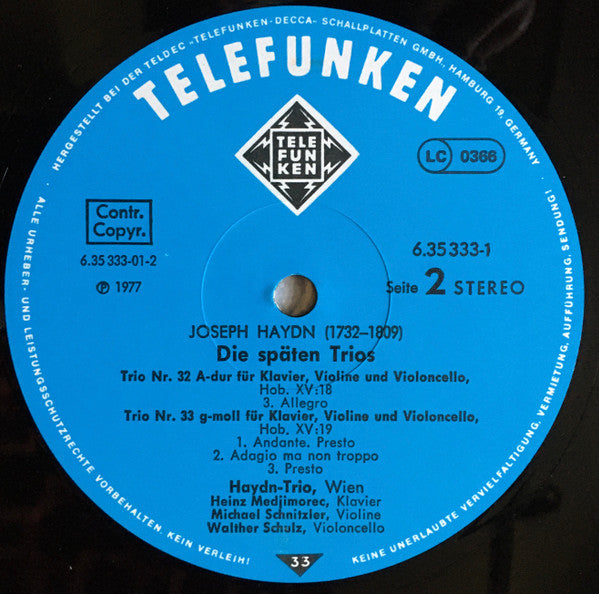 HERGESTELLT BEI DER TELDEC »TELEFUNKEN-DECCA« SCHALLPLATTEN GMBH., HAMBURG 19, GERMANY
TELEFUNKEN
TELE
FUN
KEN
LC 0366
Contr.
Copyr.
6.35 333-01-2
℗ 1977
6.35 333-1
Seite 2 STEREO
JOSEPH HAYDN (1732–1809)
Die späten Trios
Trio Nr. 32 A-dur für Klavier, Violine und Violoncello,
Hob. XV:18
3. Allegro
Trio Nr. 33 g-moll für Klavier, Violine und Violoncello,
Hob. XV:19
1. Andante. Presto
2. Adagio ma non troppo
3. Presto
Haydn-Trio, Wien
Heinz Medjimorec, Klavier
Michael Schnitzler, Violine
Walther Schulz, Violoncello
33
ALLE URHEBER- UND LEISTUNGSSCHUTZRECHTE VORBEHALTEN. KEIN VERLEIH!
KEINE UNERLAUBTE VERVIELFÄLTIGUNG, VERMIETUNG, AUFFÜHRUNG, SENDUNG!